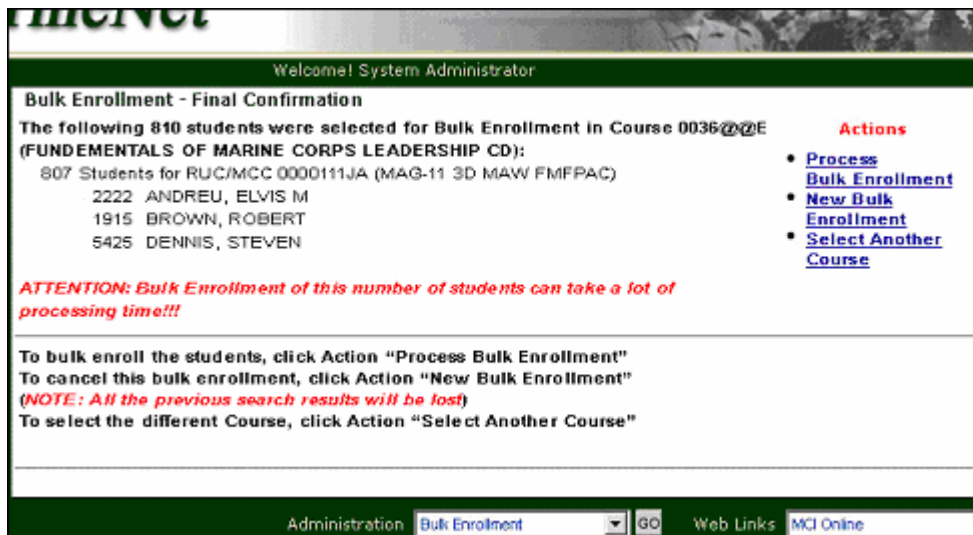 Welcome! System Administrator
Bulk Enrollment - Final Confirmation
The following 810 students were selected for Bulk Enrollment in Course 0036@@E
(FUNDEMENTALS OF MARINE CORPS LEADERSHIP CD):
807 Students for RUC/MCC 0000111JA (MAG-11 3D MAW FMFPAC)
2222 ANDREU, ELVIS M
1915 BROWN, ROBERT
5425 DENNIS, STEVEN
ATTENTION: Bulk Enrollment of this number of students can take a lot of
processing time!!!
Actions
• Process
Bulk Enrollment
• New Bulk
Enrollment
• Select Another
Course
To bulk enroll the students, click Action “Process Bulk Enrollment”
To cancel this bulk enrollment, click Action “New Bulk Enrollment”
(NOTE: All the previous search results will be lost)
To select the different Course, click Action “Select Another Course”
Administration Bulk Enrollment GO Web Links MCI Online